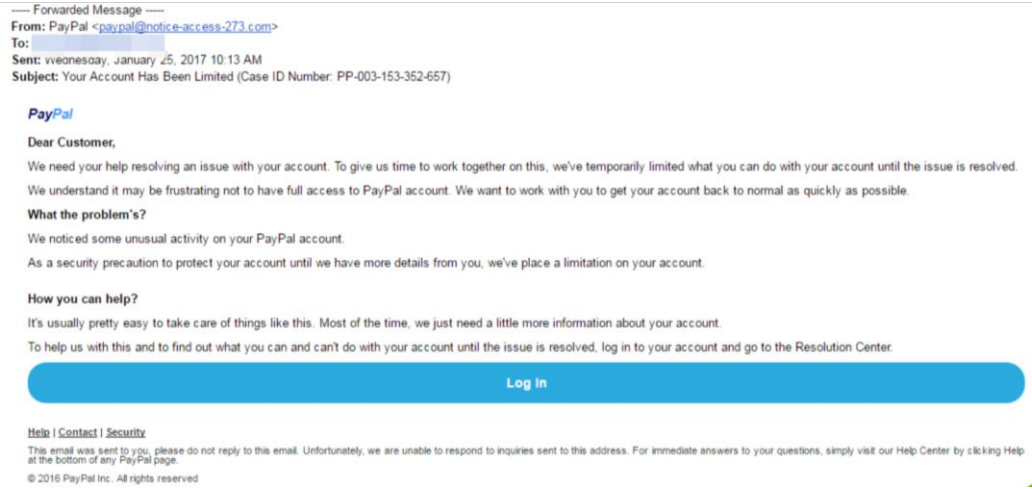 ----- Forwarded Message -----
From: PayPal <paypal@notice-access-273.com>
To:
Sent: Wednesday, January 25, 2017 10:13 AM
Subject: Your Account Has Been Limited (Case ID Number: PP-003-153-352-657)
PayPal
Dear Customer,
We need your help resolving an issue with your account. To give us time to work together on this, we've temporarily limited what you can do with your account until the issue is resolved.
We understand it may be frustrating not to have full access to PayPal account. We want to work with you to get your account back to normal as quickly as possible.
What the problem's?
We noticed some unusual activity on your PayPal account.
As a security precaution to protect your account until we have more details from you, we've place a limitation on your account.
How you can help?
It's usually pretty easy to take care of things like this. Most of the time, we just need a little more information about your account.
To help us with this and to find out what you can and can't do with your account until the issue is resolved, log in to your account and go to the Resolution Center.
Log In
Help | Contact | Security
This email was sent to you, please do not reply to this email. Unfortunately, we are unable to respond to inquiries sent to this address. For immediate answers to your questions, simply visit our Help Center by clicking Help
at the bottom of any PayPal page.
© 2016 PayPal Inc. All rights reserved